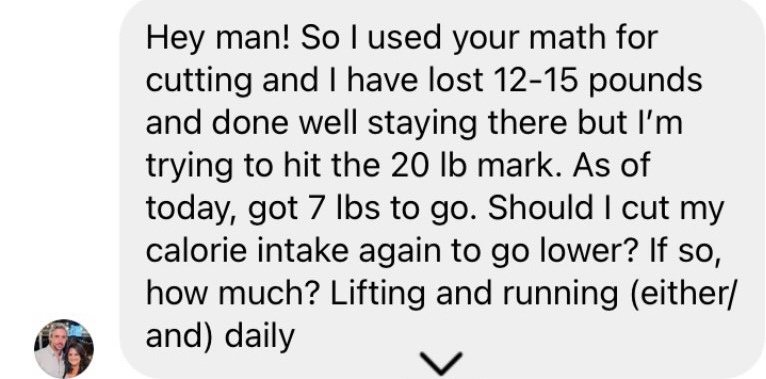 Hey man! So I used your math for
cutting and I have lost 12-15 pounds
and done well staying there but I’m
trying to hit the 20 lb mark. As of
today, got 7 lbs to go. Should I cut my
calorie intake again to go lower? If so,
how much? Lifting and running (either/
and) daily